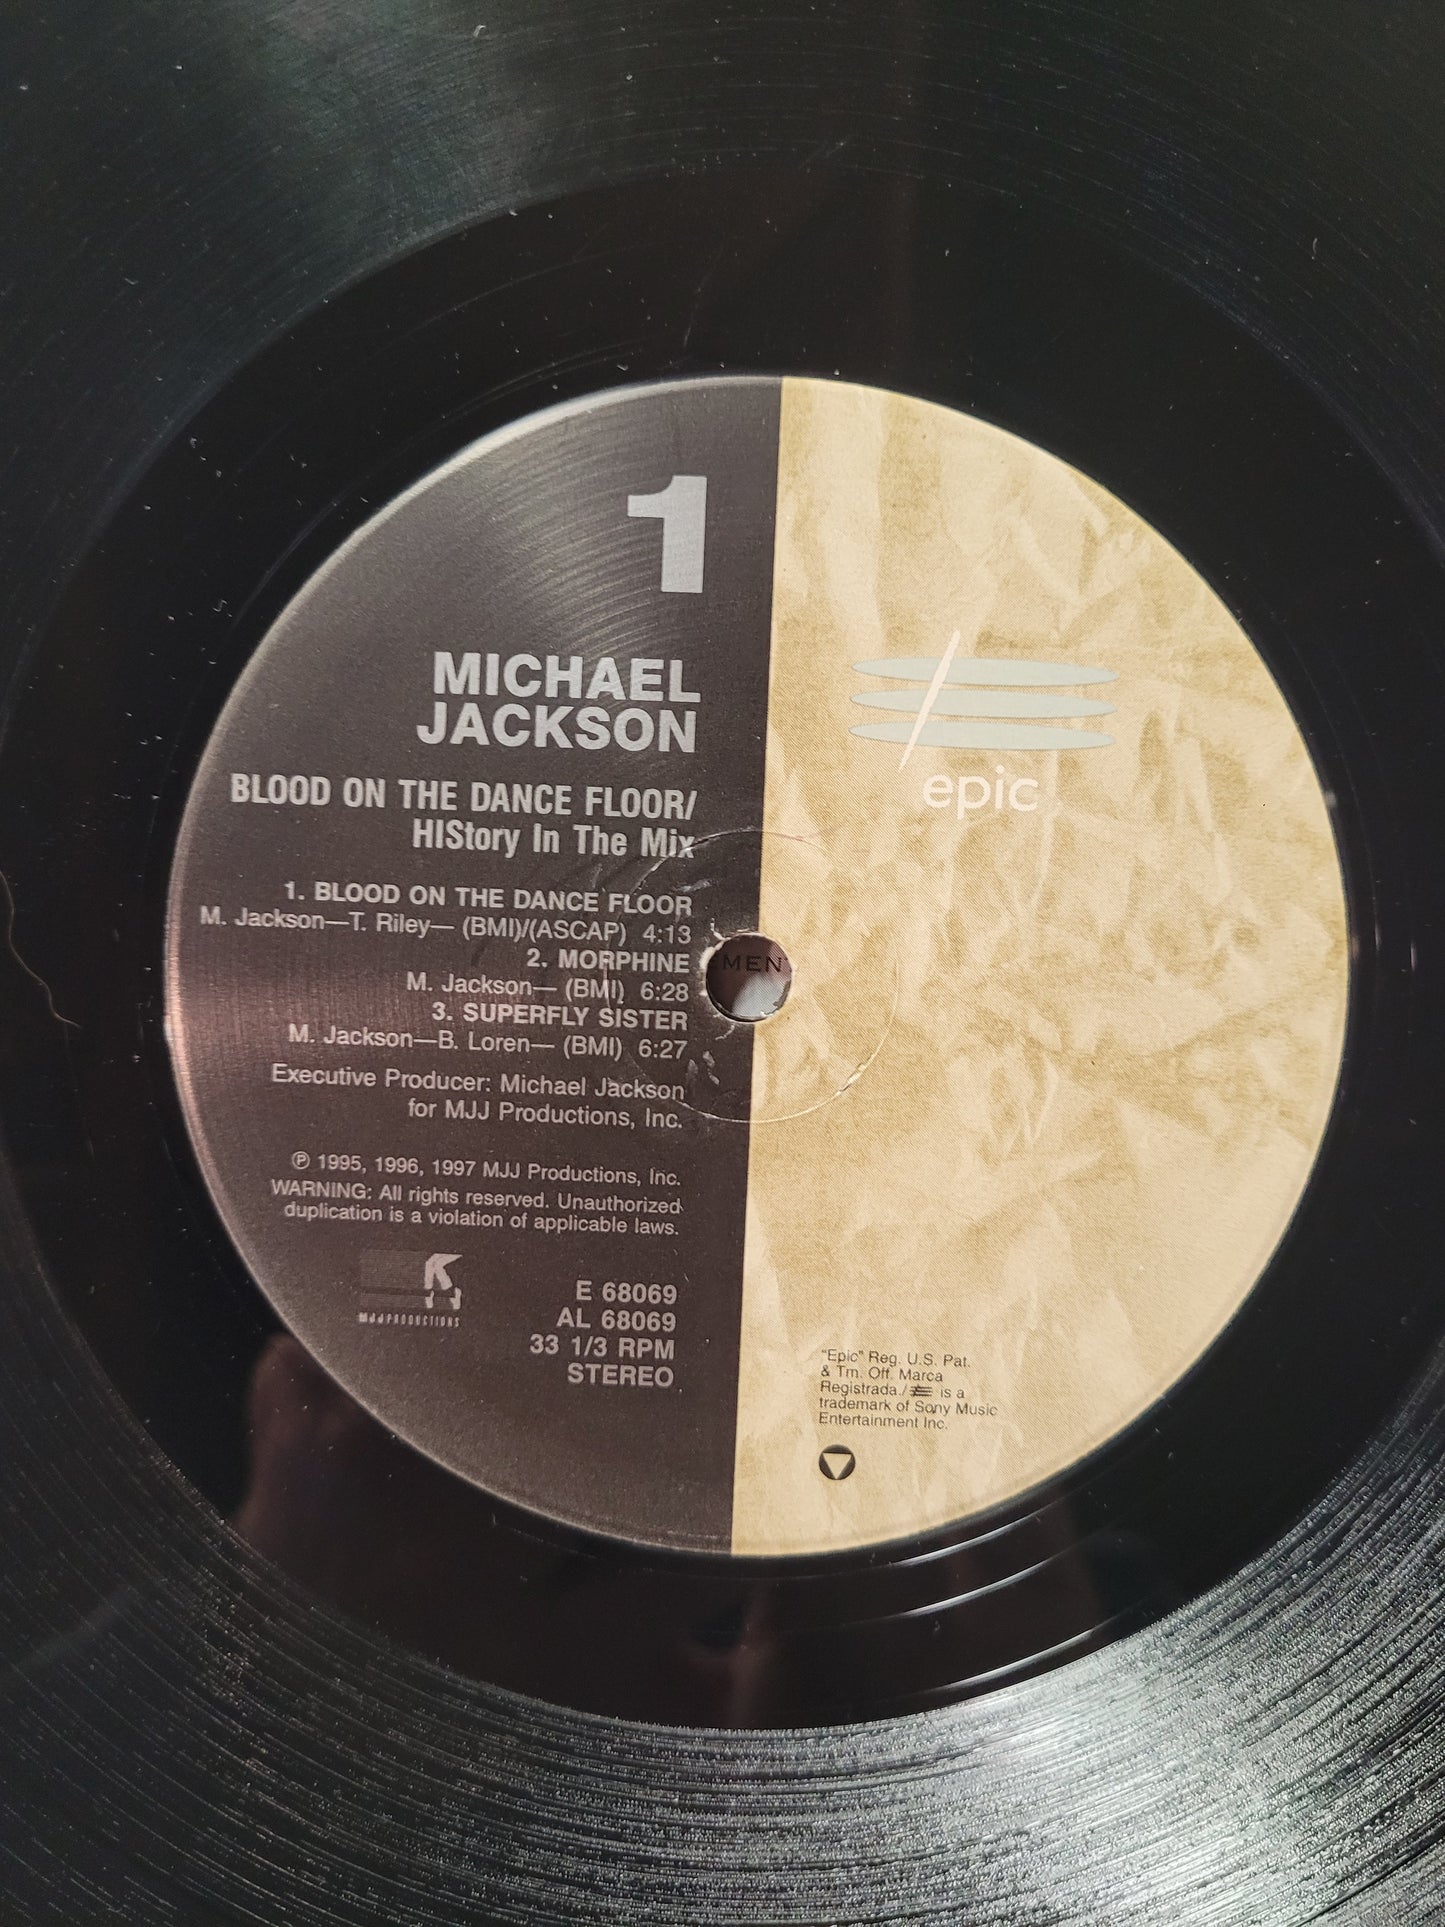 1
MICHAEL
JACKSON
BLOOD ON THE DANCE FLOOR/
HIStory In The Mix
1. BLOOD ON THE DANCE FLOOR
M. Jackson—T. Riley— (BMI)/(ASCAP) 4:13
2. MORPHINE
M. Jackson— (BMI) 6:28
3. SUPERFLY SISTER
M. Jackson—B. Loren— (BMI) 6:27
Executive Producer: Michael Jackson
for MJJ Productions, Inc.
℗ 1995, 1996, 1997 MJJ Productions, Inc.
WARNING: All rights reserved. Unauthorized
duplication is a violation of applicable laws.
MJJ PRODUCTIONS
E 68069
AL 68069
33 1/3 RPM
STEREO
epic
"Epic" Reg. U.S. Pat.
& Tm. Off. Marca
Registrada./ is a
trademark of Sony Music
Entertainment Inc.